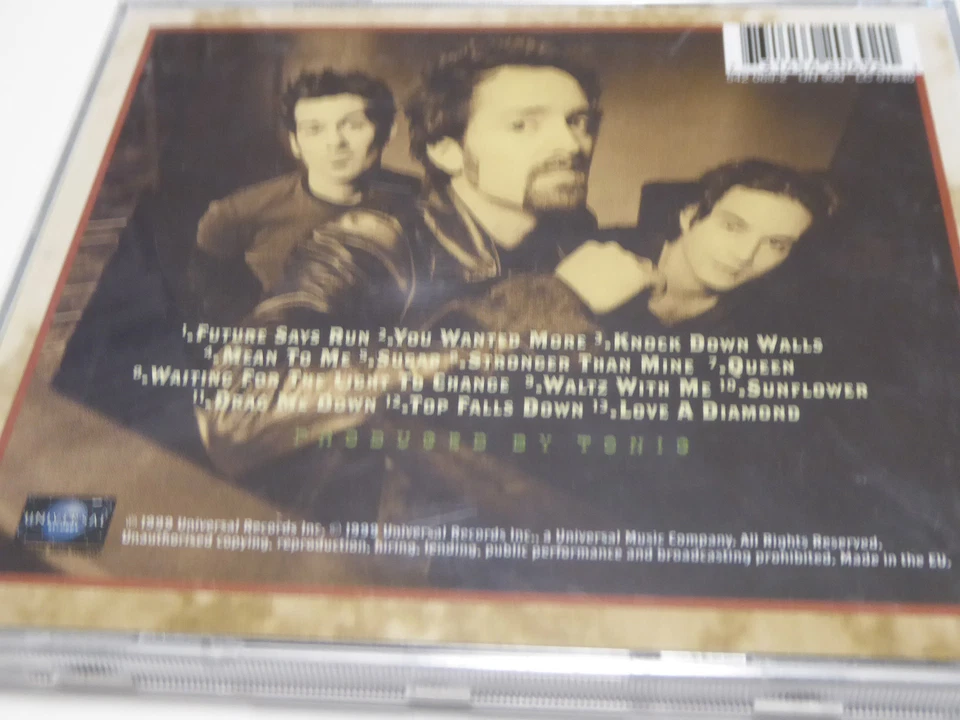 1. Future Says Run 2. You Wanted More 3. Knock Down Walls
4. Mean To Me 5. 6. Stronger Than Mine 7. Queen
8. Waiting For The Light To Change 9. Waltz With Me 10. Sunflower
11. Drag Me Down 12. Top Falls Down 13. Love A Diamond
PRODUCED BY TONIC
UNIVERSAL
℗ 1999 Universal Records Inc. © 1999 Universal Records Inc., a Universal Music Company. All Rights Reserved.
Unauthorised copying, reproduction, hiring, lending, public performance and broadcasting prohibited. Made in the EU.